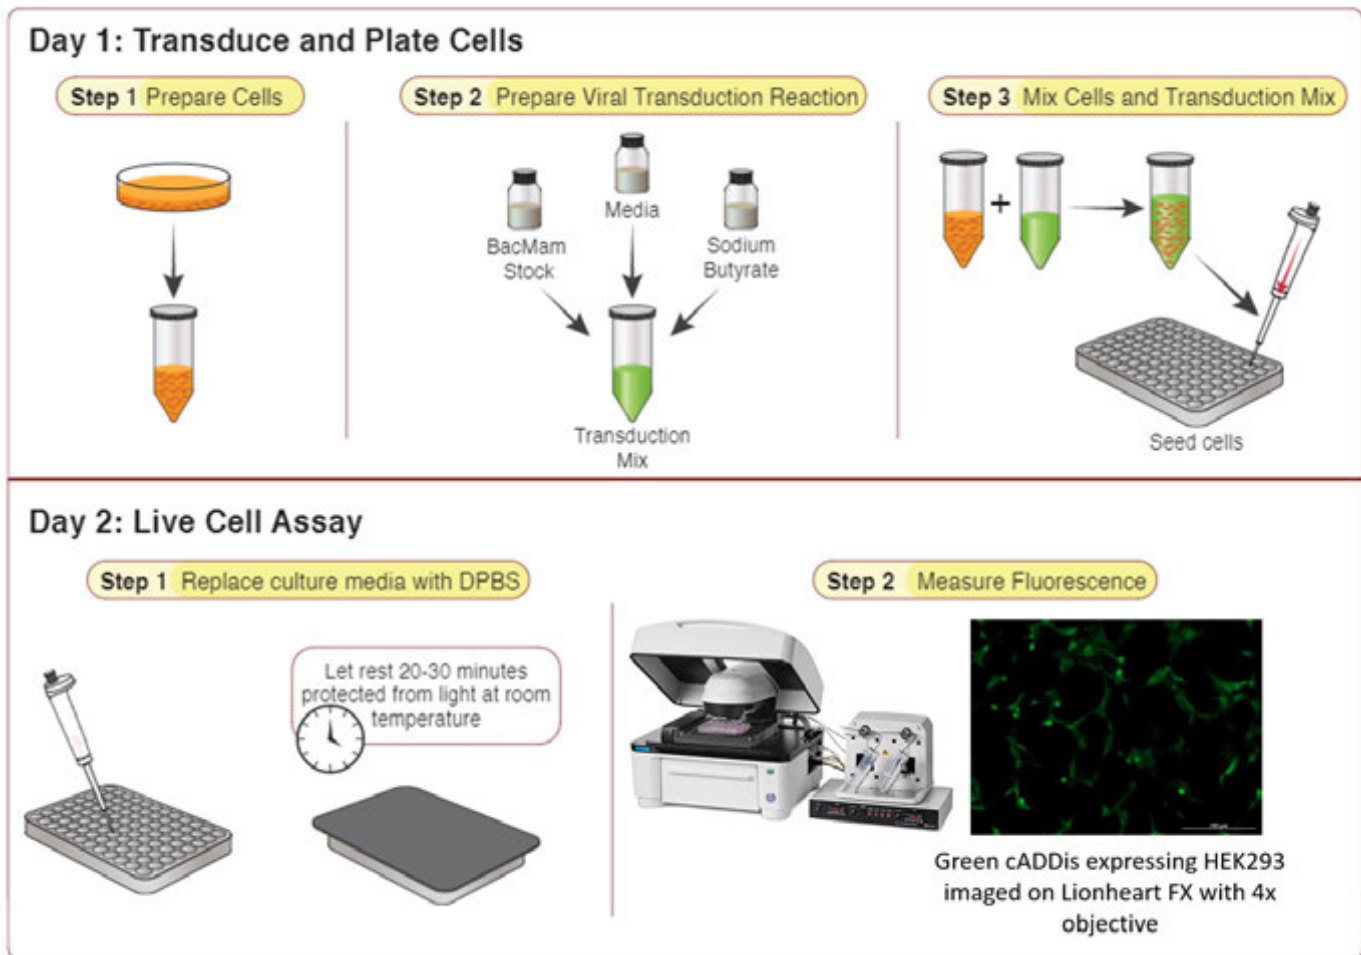 Day 1: Transduce and Plate Cells
Step 1 Prepare Cells
Step 2 Prepare Viral Transduction Reaction
BacMam
Stock
Media
Sodium
Butyrate
Transduction
Mix
Step 3 Mix Cells and Transduction Mix
+
Seed cells
Day 2: Live Cell Assay
Step 1 Replace culture media with DPBS
Let rest 20-30 minutes
protected from light at room
temperature
Step 2 Measure Fluorescence
Green cADDis expressing HEK293
imaged on Lionheart FX with 4x
objective